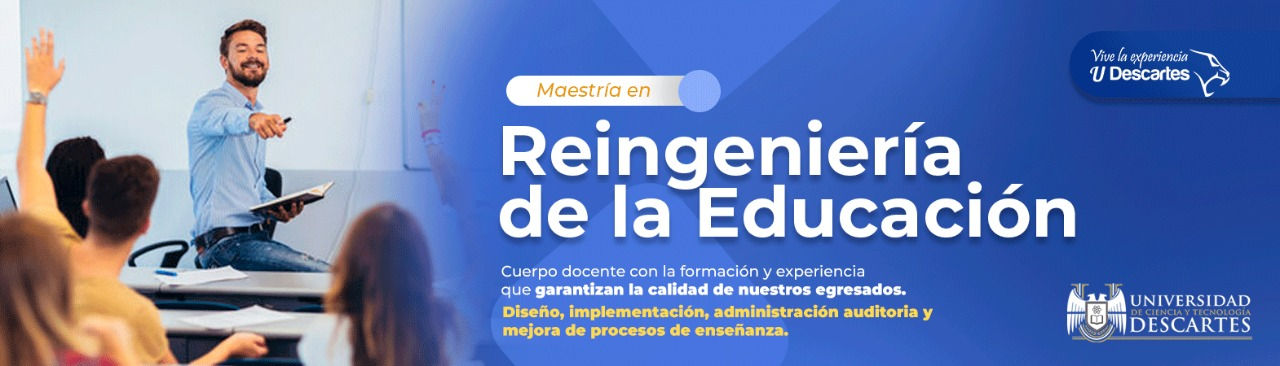 Maestría en
Reingeniería
de la Educación
Cuerpo docente con la formación y experiencia
que garantizan la calidad de nuestros egresados.
Diseño, implementación, administración auditoria y
mejora de procesos de enseñanza.
Vive la experiencia
U Descartes
UNIVERSIDAD
DE CIENCIA Y TECNOLOGÍA
DESCARTES